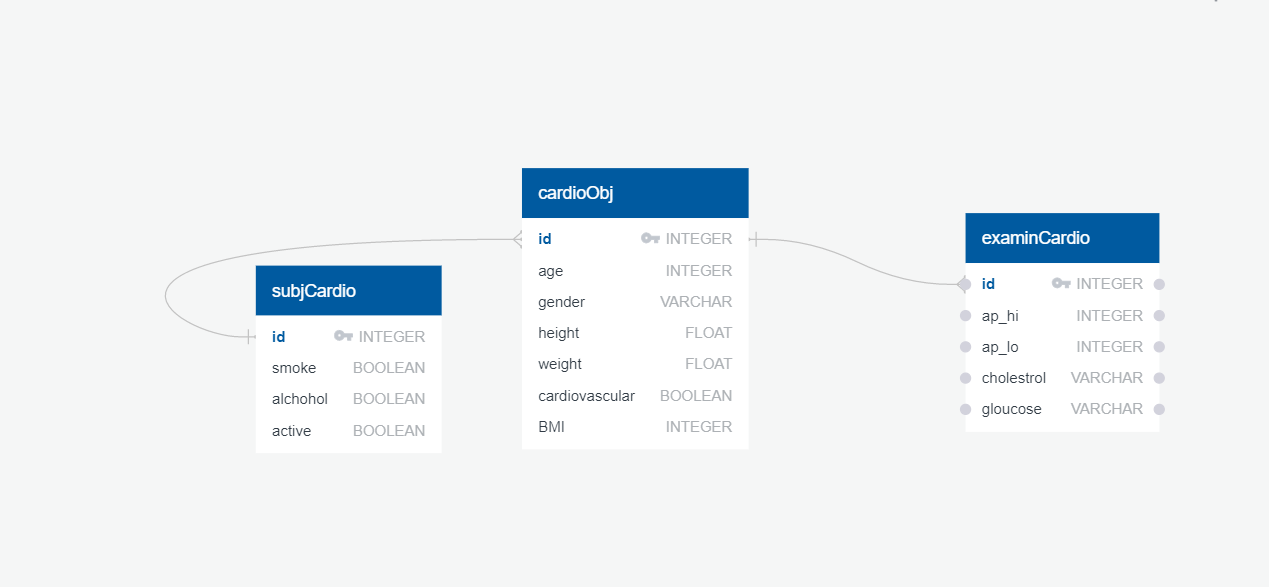 cardioObj
id INTEGER
age INTEGER
gender VARCHAR
height FLOAT
weight FLOAT
cardiovascular BOOLEAN
BMI INTEGER
subjCardio
id INTEGER
smoke BOOLEAN
alchohol BOOLEAN
active BOOLEAN
examinCardio
id INTEGER
ap_hi INTEGER
ap_lo INTEGER
cholestrol VARCHAR
gloucose VARCHAR